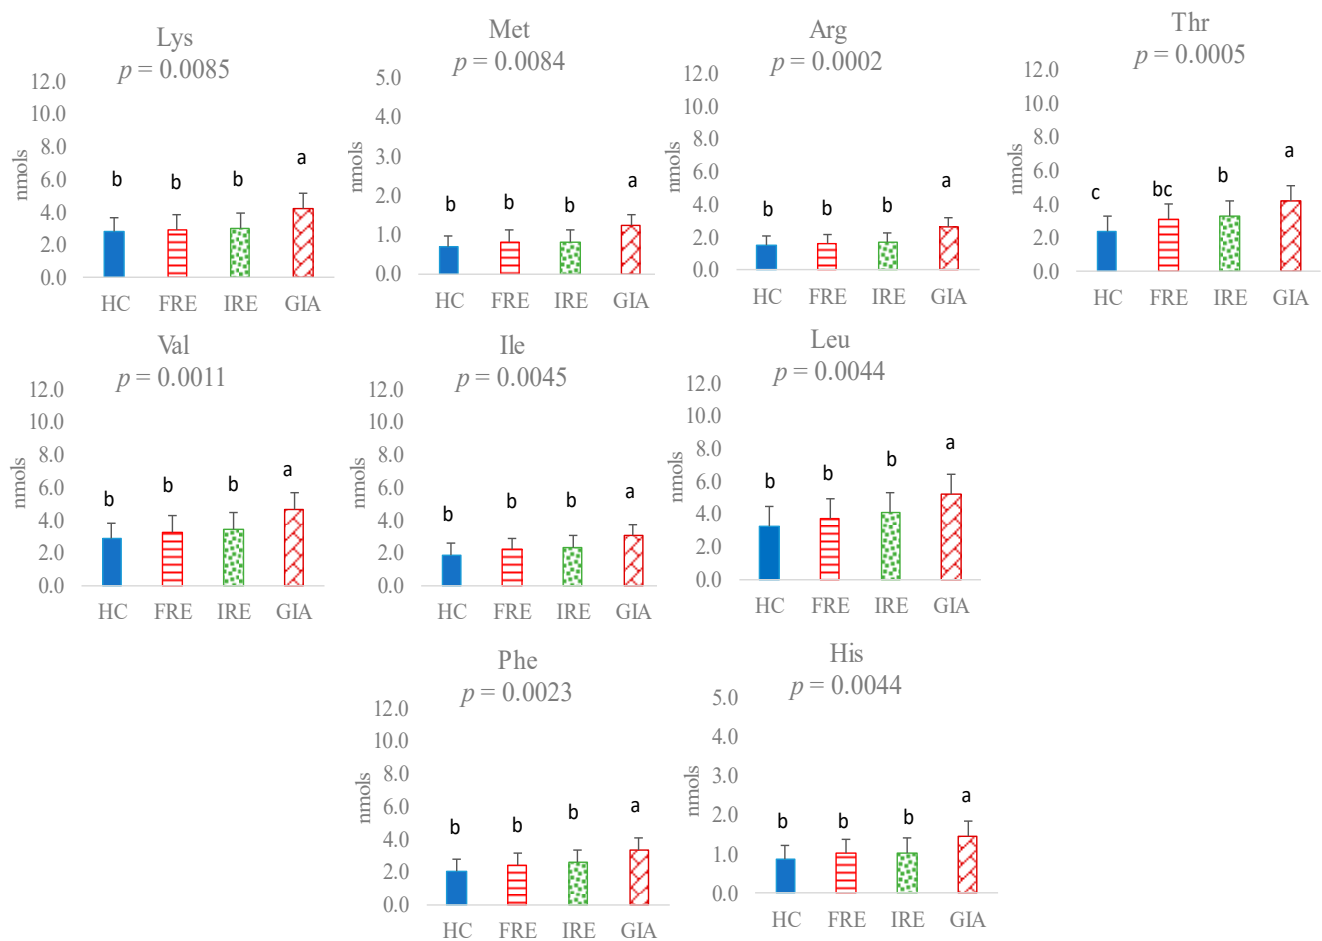 Lys
p = 0.0085
12.0
10.0
8.0
6.0
4.0
2.0
0.0
nmols
b
b
b
a
HC FRE IRE GIA
Met
p = 0.0084
5.0
4.0
3.0
2.0
1.0
0.0
nmols
b
b
b
a
HC FRE IRE GIA
Arg
p = 0.0002
12.0
10.0
8.0
6.0
4.0
2.0
0.0
nmols
b
b
b
a
HC FRE IRE GIA
Thr
p = 0.0005
12.0
10.0
8.0
6.0
4.0
2.0
0.0
nmols
c
bc
b
a
HC FRE IRE GIA
Val
p = 0.0011
12.0
10.0
8.0
6.0
4.0
2.0
0.0
nmols
b
b
b
a
HC FRE IRE GIA
Ile
p = 0.0045
12.0
10.0
8.0
6.0
4.0
2.0
0.0
nmols
b
b
b
a
HC FRE IRE GIA
Leu
p = 0.0044
12.0
10.0
8.0
6.0
4.0
2.0
0.0
nmols
b
b
b
a
HC FRE IRE GIA
Phe
p = 0.0023
12.0
10.0
8.0
6.0
4.0
2.0
0.0
nmols
b
b
b
a
HC FRE IRE GIA
His
p = 0.0044
5.0
4.0
3.0
2.0
1.0
0.0
nmols
b
b
b
a
HC FRE IRE GIA